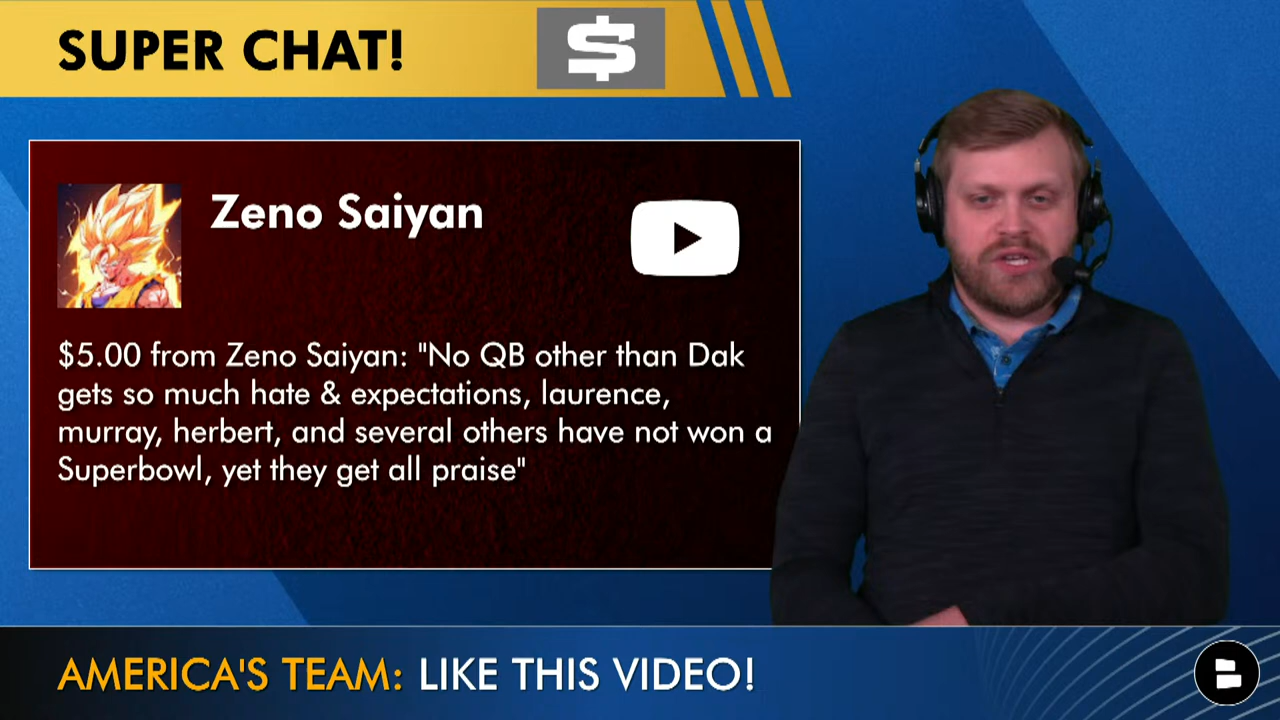 SUPER CHAT!
Zeno Saiyan
$5.00 from Zeno Saiyan: "No QB other than Dak
gets so much hate & expectations, laurence,
murray, herbert, and several others have not won a
Superbowl, yet they get all praise"
AMERICA'S TEAM: LIKE THIS VIDEO!